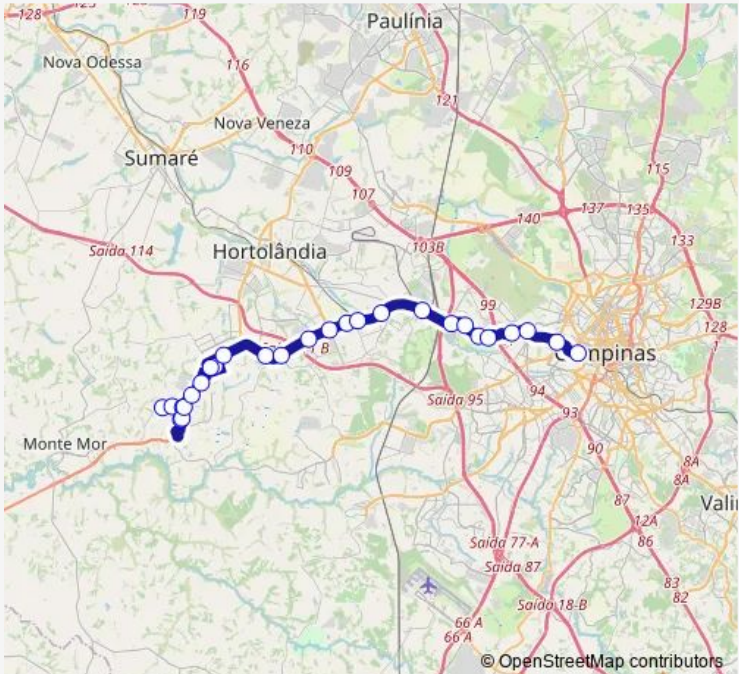 128
125
119
Paulínia
Nova Odessa
116
121
Nova Veneza
110
Sumaré
109
115
107
137
135
140
Saída 114
Hortolândia
103B
133
99
129B
128
1
B
Saída 95
94
93
Monte Mor
90
8A
8A
87
Vali
12A
86
Saída 77-A
Saída 87
83
82
Saída 18-B
66 A
66 A
© OpenStreetMap contributors